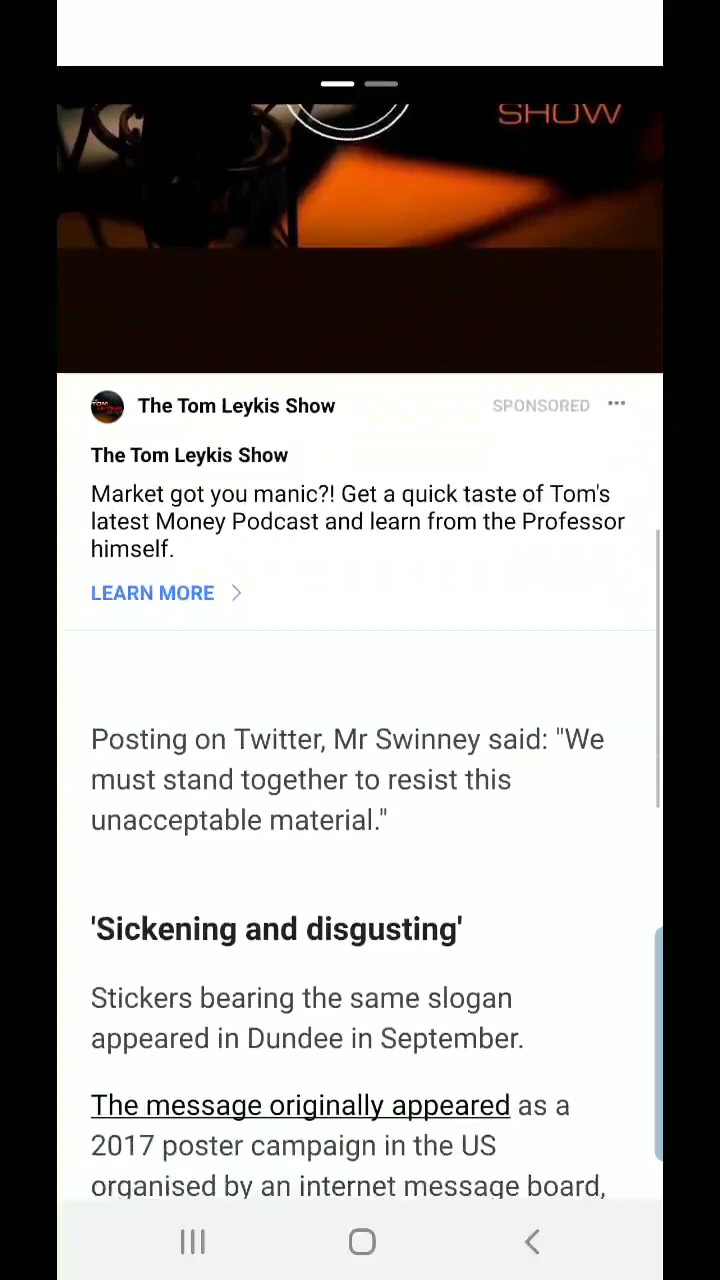 SHOW
The Tom Leykis Show
SPONSORED
The Tom Leykis Show
Market got you manic?! Get a quick taste of Tom's
latest Money Podcast and learn from the Professor
himself.
LEARN MORE
Posting on Twitter, Mr Swinney said: "We
must stand together to resist this
unacceptable material."
'Sickening and disgusting'
Stickers bearing the same slogan
appeared in Dundee in September.
The message originally appeared as a
2017 poster campaign in the US
organised by an internet message board,